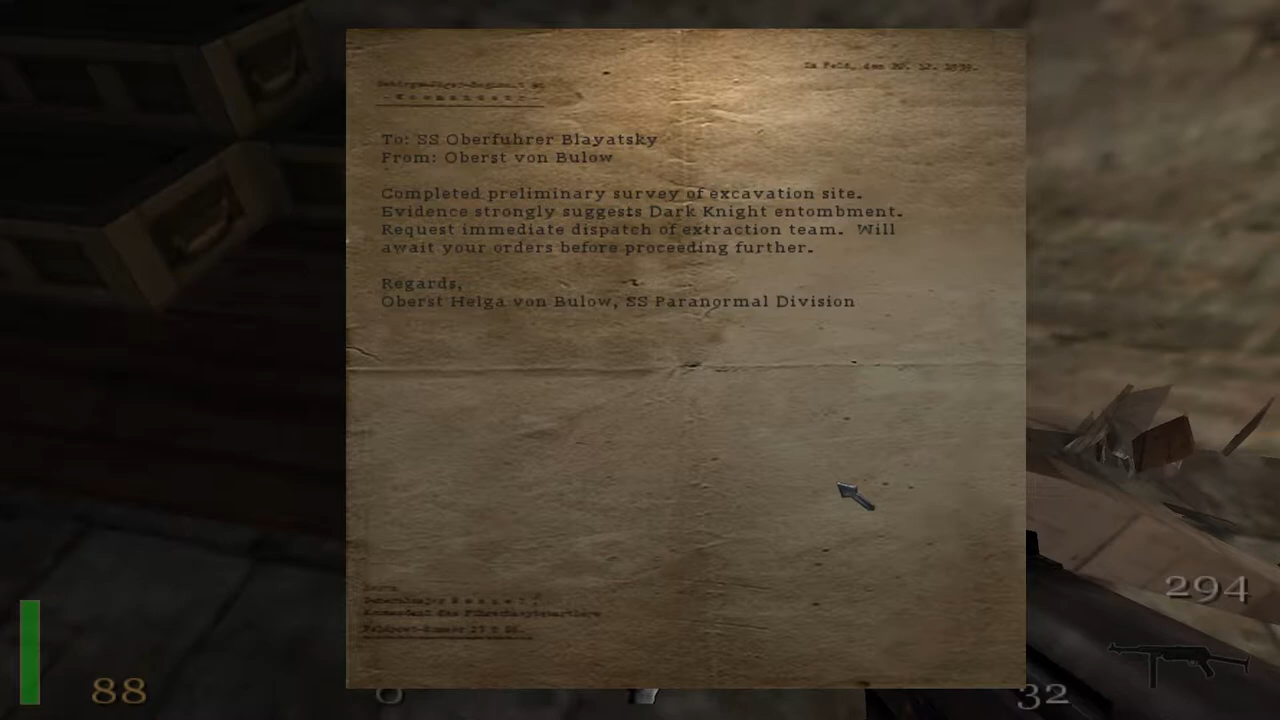 To: SS Oberfuhrer Blayatsky
From: Oberst von Bulow
Completed preliminary survey of excavation site.
Evidence strongly suggests Dark Knight entombment.
Request immediate dispatch of extraction team. Will
await your orders before proceeding further.
Regards,
Oberst Helga von Bulow, SS Paranormal Division
294
88
0
32